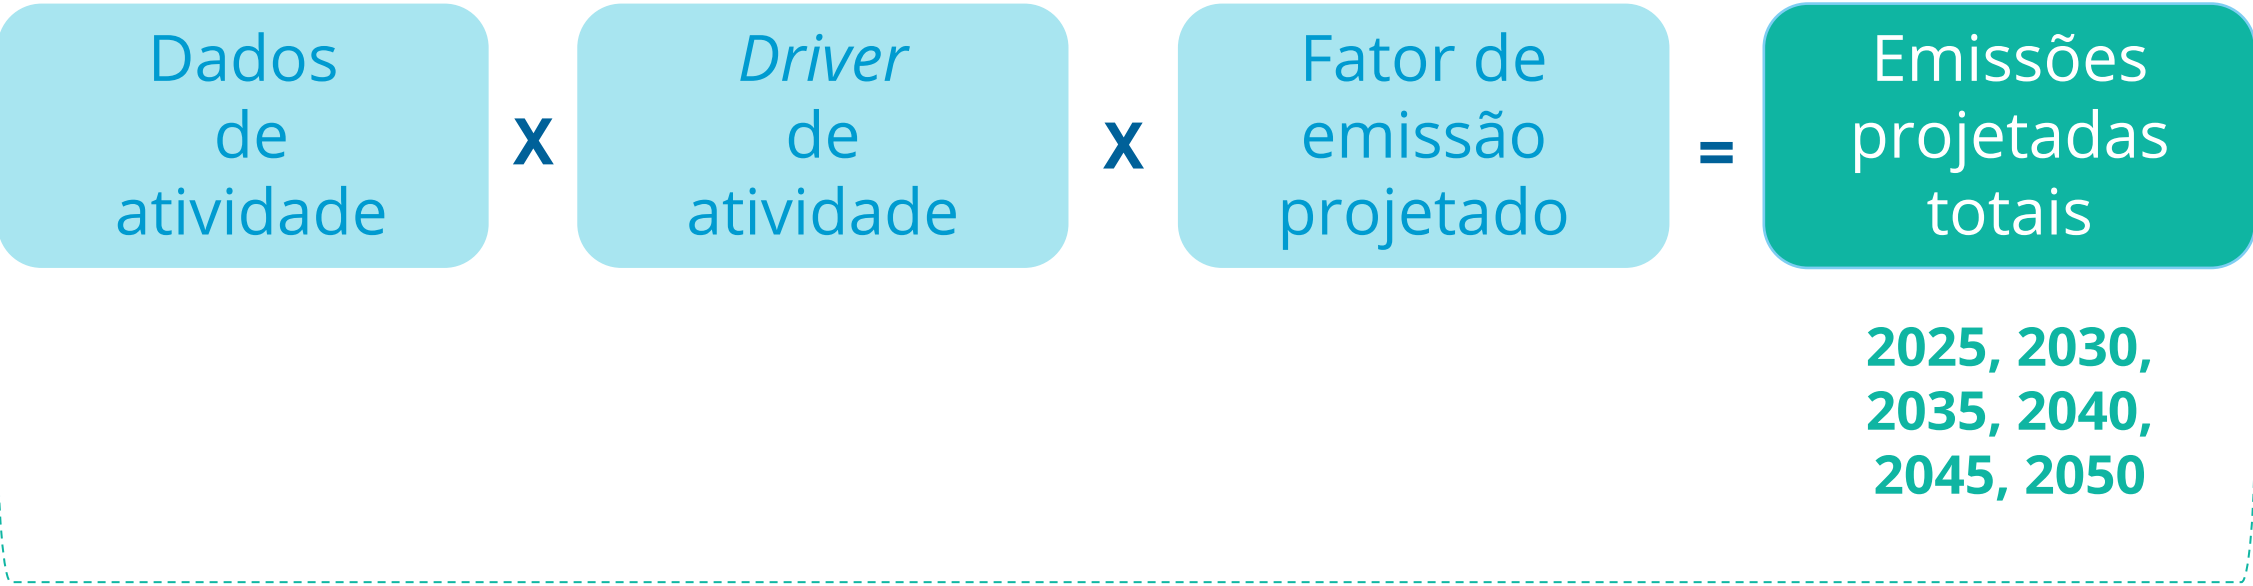 Dados
de
atividade
X
Driver
de
atividade
X
Fator de
emissão
projetado
=
Emissões
projetadas
totais
2025, 2030,
2035, 2040,
2045, 2050